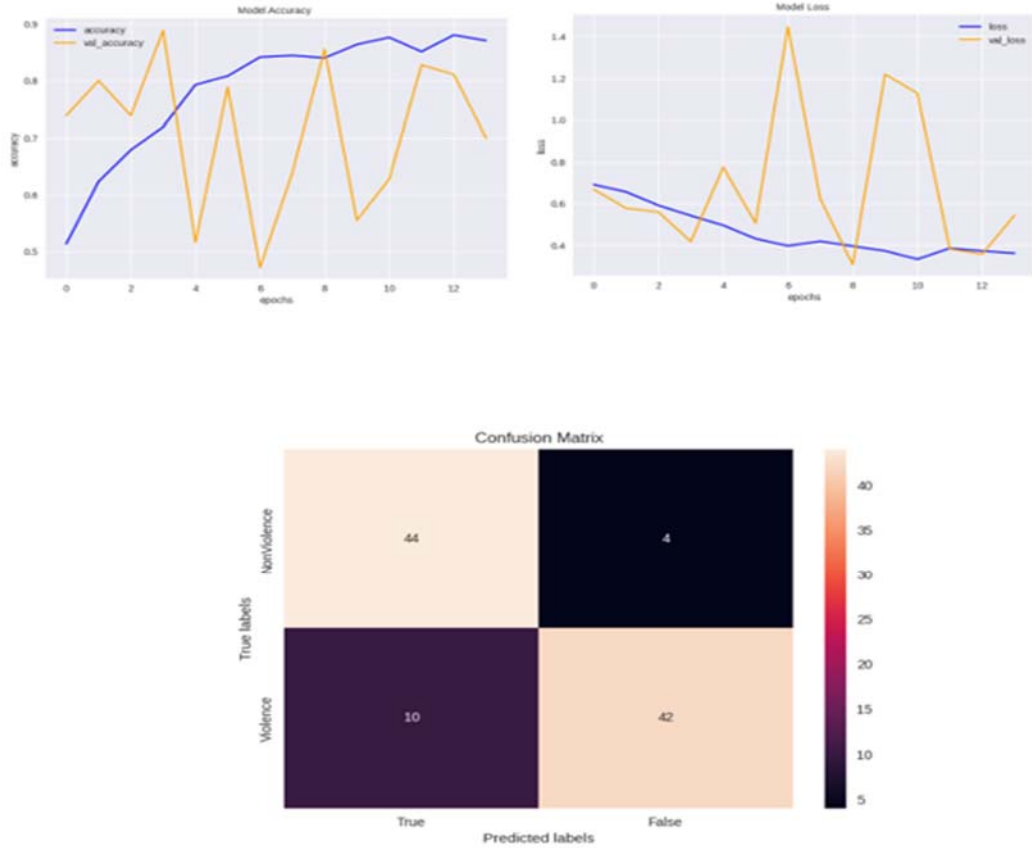 Model Accuracy
accuracy
val_accuracy
0.9
0.8
0.7
0.6
0.5
accuracy
0 2 4 6 8 10 12
epochs
Model Loss
loss
val_loss
1.4
1.2
1.0
0.8
0.6
0.4
loss
0 2 4 6 8 10 12
epochs
Confusion Matrix
True labels
NonViolence
44 4
Violence
10 42
True False
Predicted labels
40
35
30
25
20
15
10
5